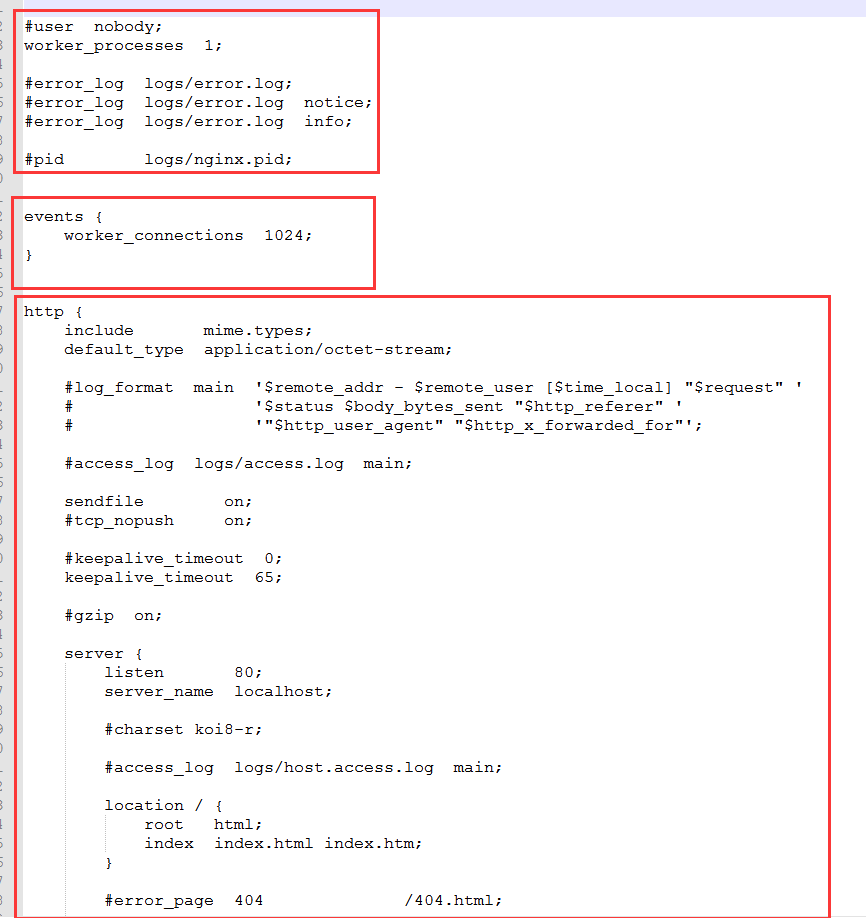 #user  nobody;
worker_processes  1;
#error_log  logs/error.log;
#error_log  logs/error.log  notice;
#error_log  logs/error.log  info;
#pid        logs/nginx.pid;
events {
    worker_connections  1024;
}
http {
    include       mime.types;
    default_type  application/octet-stream;
    #log_format  main  '$remote_addr - $remote_user [$time_local] "$request" '
    #                  '$status $body_bytes_sent "$http_referer" '
    #                  '"$http_user_agent" "$http_x_forwarded_for"';
    #access_log  logs/access.log  main;
    sendfile        on;
    #tcp_nopush     on;
    #keepalive_timeout  0;
    keepalive_timeout  65;
    #gzip  on;
    server {
        listen       80;
        server_name  localhost;
        #charset koi8-r;
        #access_log  logs/host.access.log  main;
        location / {
            root   html;
            index  index.html index.htm;
        }
        #error_page  404              /404.html;